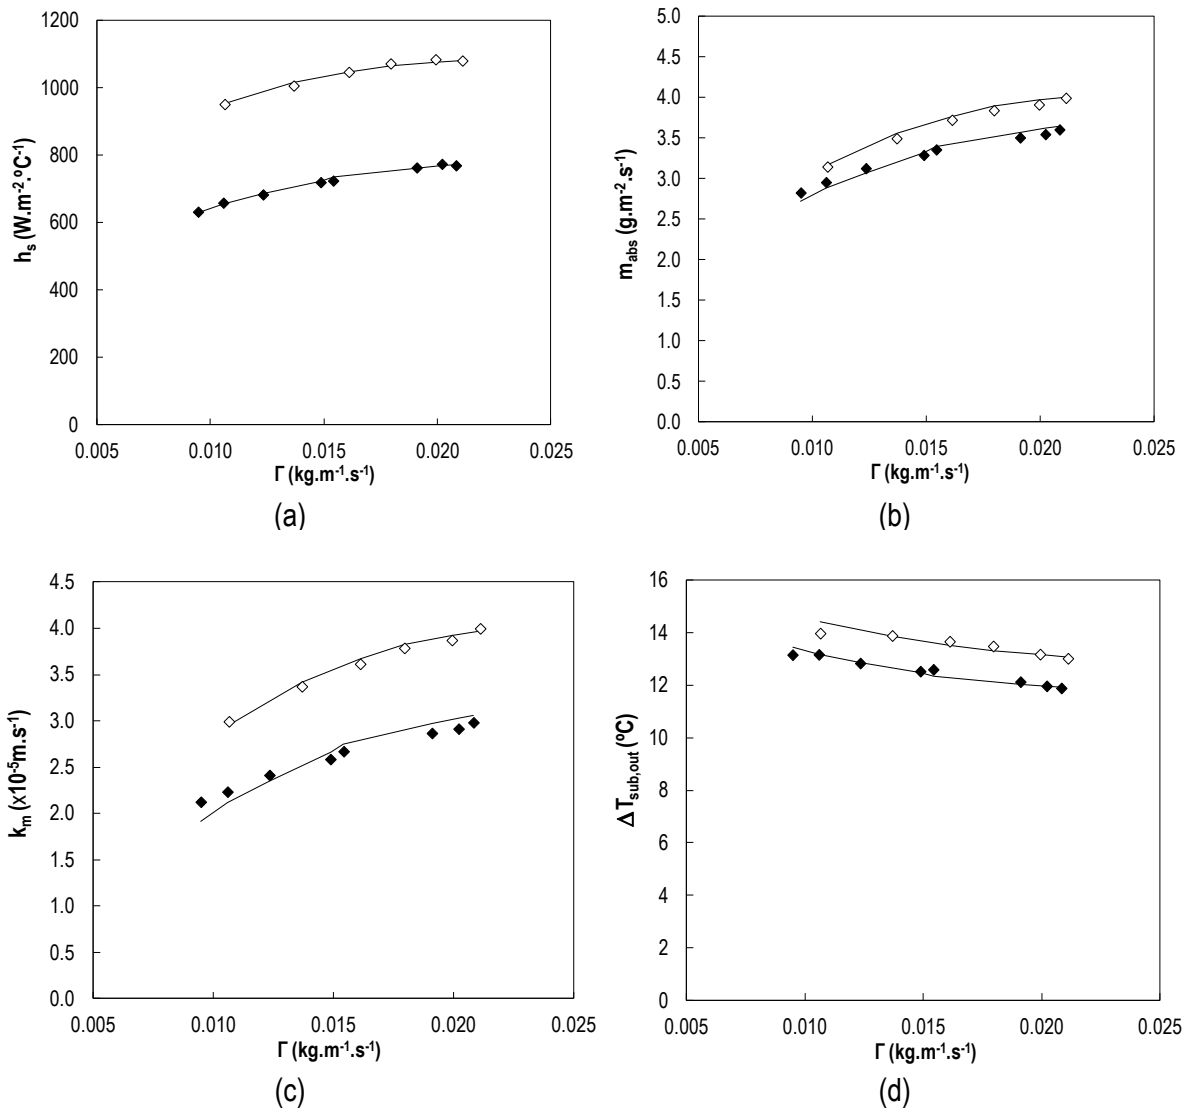 1200
1000
800
600
400
200
0
0.005 0.010 0.015 0.020 0.025
hₛ (W.m⁻².ºC⁻¹)
Γ (kg.m⁻¹.s⁻¹)
(a)
5.0
4.5
4.0
3.5
3.0
2.5
2.0
1.5
1.0
0.5
0.0
0.005 0.010 0.015 0.020 0.025
m_abs (g.m⁻².s⁻¹)
Γ (kg.m⁻¹.s⁻¹)
(b)
4.5
4.0
3.5
3.0
2.5
2.0
1.5
1.0
0.5
0.0
0.005 0.010 0.015 0.020 0.025
kₘ (x10⁻⁵m.s⁻¹)
Γ (kg.m⁻¹.s⁻¹)
(c)
16
14
12
10
8
6
4
2
0
0.005 0.010 0.015 0.020 0.025
ΔT_sub,out (ºC)
Γ (kg.m⁻¹.s⁻¹)
(d)